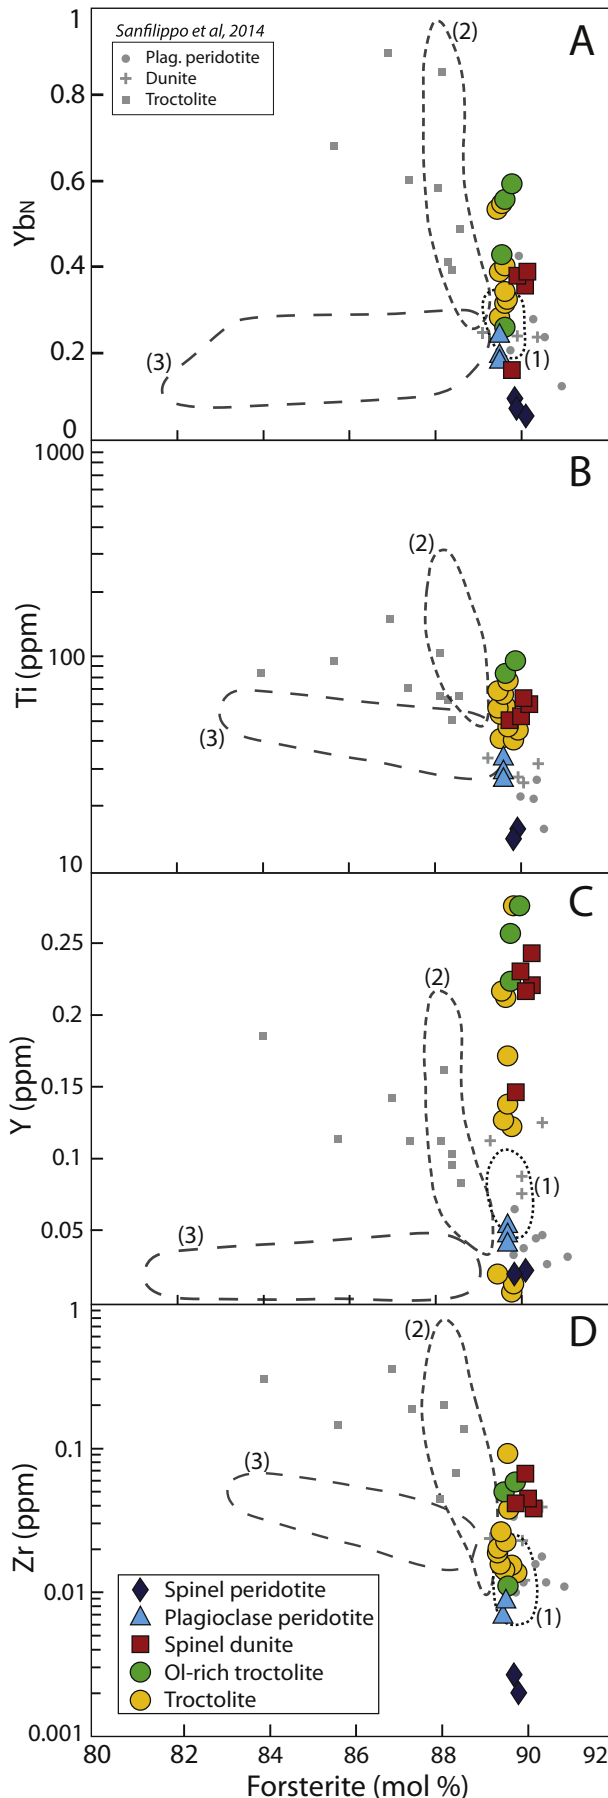 1
Sanfilippo et al, 2014
Plag. peridotite
Dunite
Troctolite
(2)
A
0.8
0.6
YbN
0.4
0.2
(3)
(1)
0
1000
B
(2)
Ti (ppm)
100
(3)
10
C
0.25
(2)
0.2
Y (ppm)
0.15
0.1
(1)
0.05
(3)
0
1
(2)
D
(3)
0.1
Zr (ppm)
0.01
(1)
Spinel peridotite
Plagioclase peridotite
Spinel dunite
Ol-rich troctolite
Troctolite
0.001
80 82 84 86 88 90 92
Forsterite (mol %)